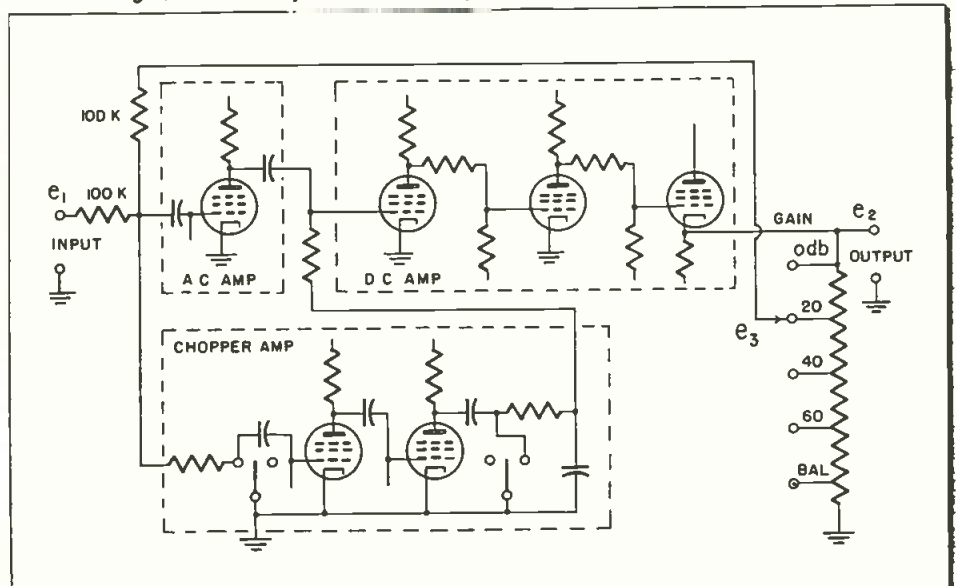 100 K
e1 100 K
INPUT
A C AMP
D C AMP
GAIN
e2
odb
OUTPUT
20
e3
40
60
BAL
CHOPPER AMP